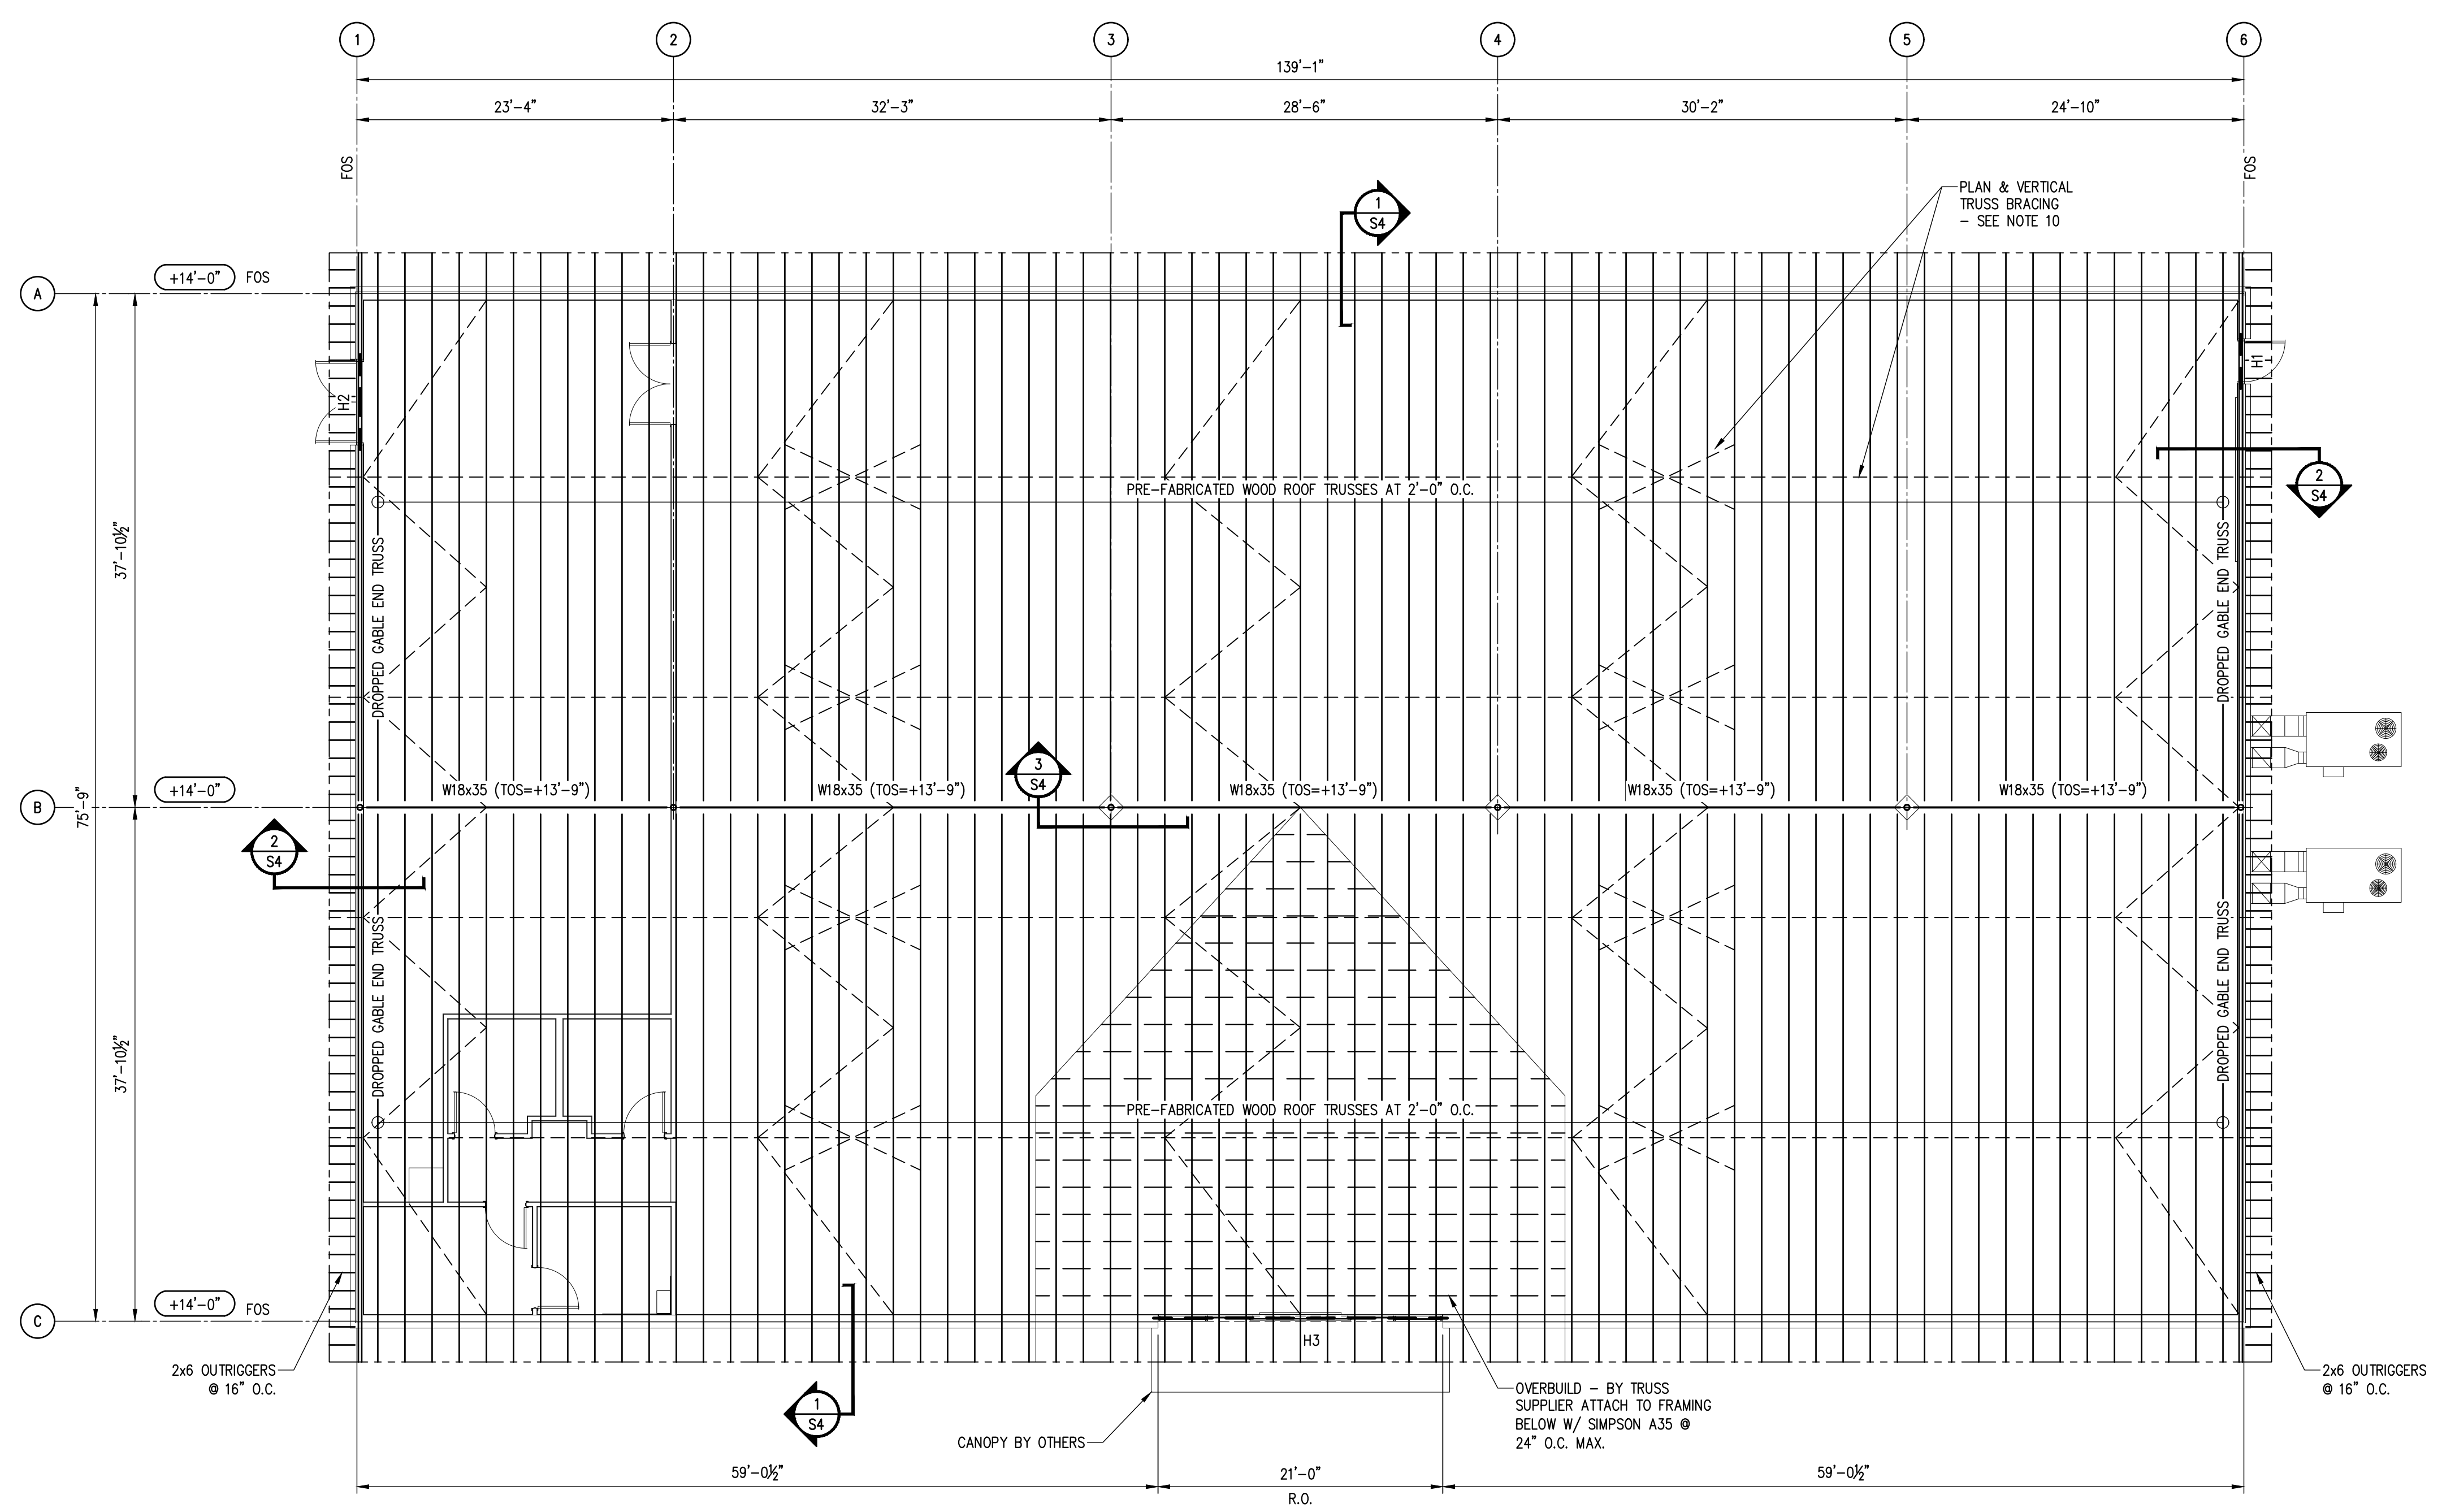 1 2 3 4 5 6
139'-1"
23'-4" 32'-3" 28'-6" 30'-2" 24'-10"
FOS
FOS
PLAN & VERTICAL
TRUSS BRACING
- SEE NOTE 10
1
S4
A
+14'-0" FOS
H2
H1
2
S4
PRE-FABRICATED WOOD ROOF TRUSSES AT 2'-0" O.C.
DROPPED GABLE END TRUSS
DROPPED GABLE END TRUSS
37'-10½"
75'-9"
3
S4
B
+14'-0"
W18x35 (TOS=+13'-9")
W18x35 (TOS=+13'-9")
W18x35 (TOS=+13'-9")
W18x35 (TOS=+13'-9")
W18x35 (TOS=+13'-9")
2
S4
DROPPED GABLE END TRUSS
DROPPED GABLE END TRUSS
37'-10½"
PRE-FABRICATED WOOD ROOF TRUSSES AT 2'-0" O.C.
C
+14'-0" FOS
H3
2x6 OUTRIGGERS
@ 16" O.C.
1
S4
CANOPY BY OTHERS
OVERBUILD - BY TRUSS
SUPPLIER ATTACH TO FRAMING
BELOW W/ SIMPSON A35 @
24" O.C. MAX.
2x6 OUTRIGGERS
@ 16" O.C.
59'-0½" 21'-0" 59'-0½"
R.O.